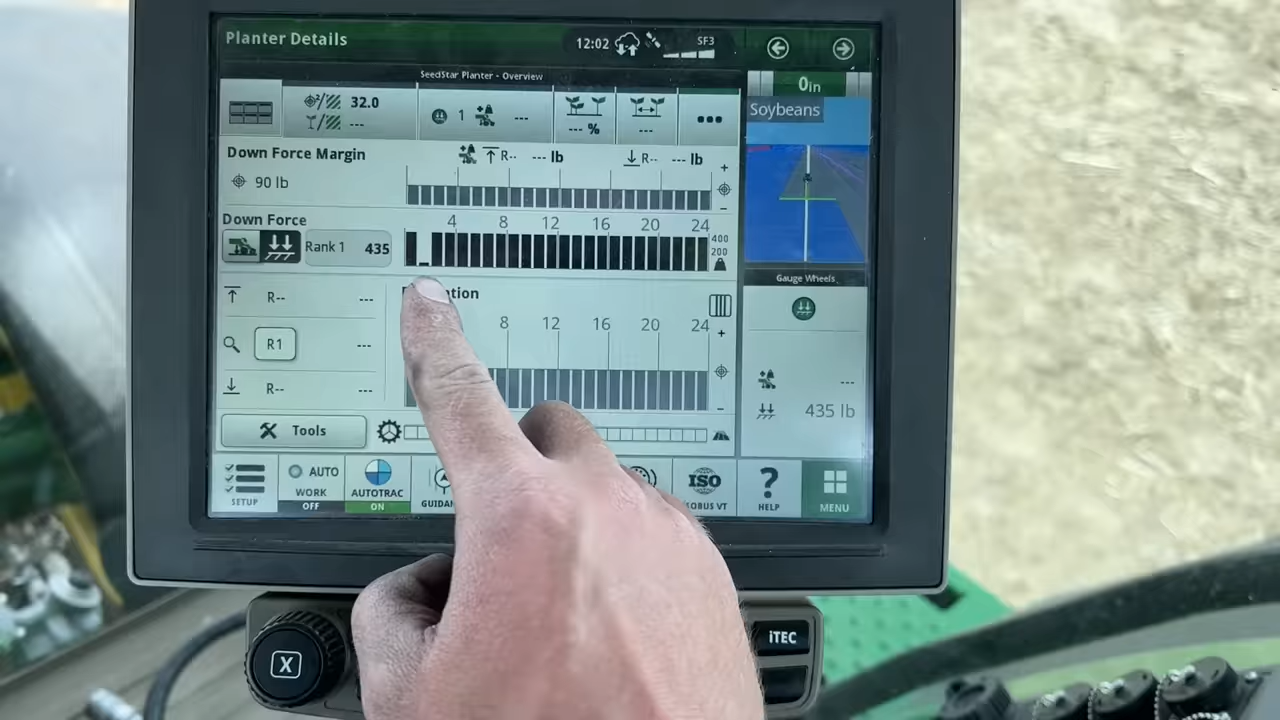 Planter Details
12:02
SF3
SeedStar Planter - Overview
0in
32.0
---
1
---
--- %
---
Soybeans
Down Force Margin
R--
--- lb
R--
--- lb
90 lb
+
-
Down Force
4 8 12 16 20 24
Rank 1
435
400
200
Gauge Wheels
R--
---
8 12 16 20 24
+
R1
---
---
R--
---
-
435 lb
Tools
SETUP
AUTO
WORK
OFF
AUTOTRAC
ON
ISO
HELP
MENU
X
iTEC